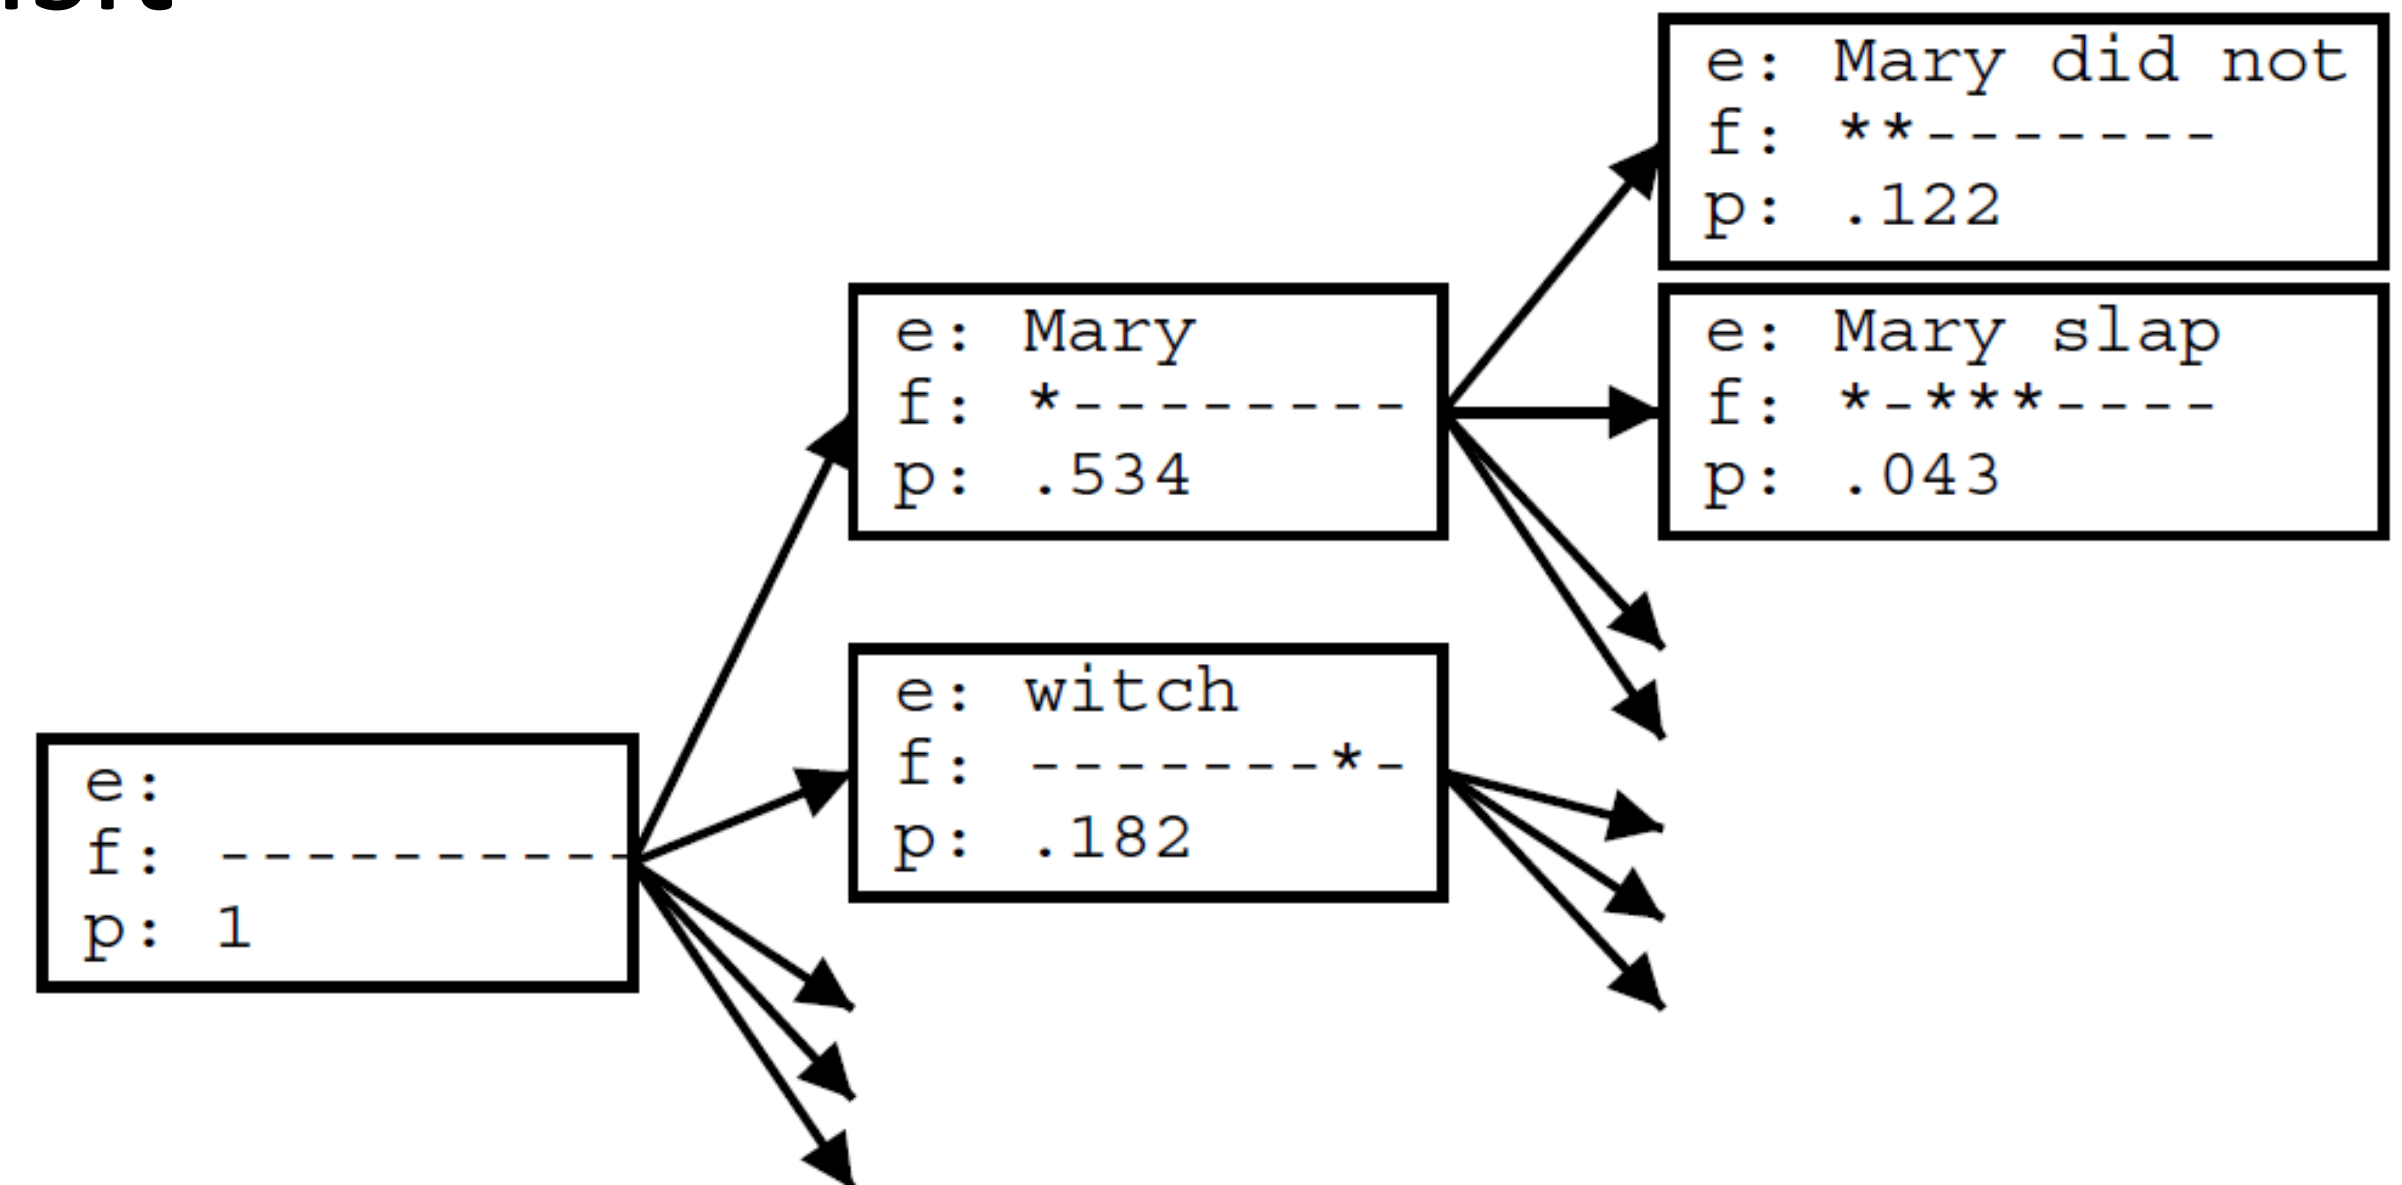 e: Mary did not
f: **-------
p: .122
e: Mary
f: *--------
p: .534
e: Mary slap
f: *-***----
p: .043
e: witch
f: -------*-
p: .182
e:
f: ----------
p: 1